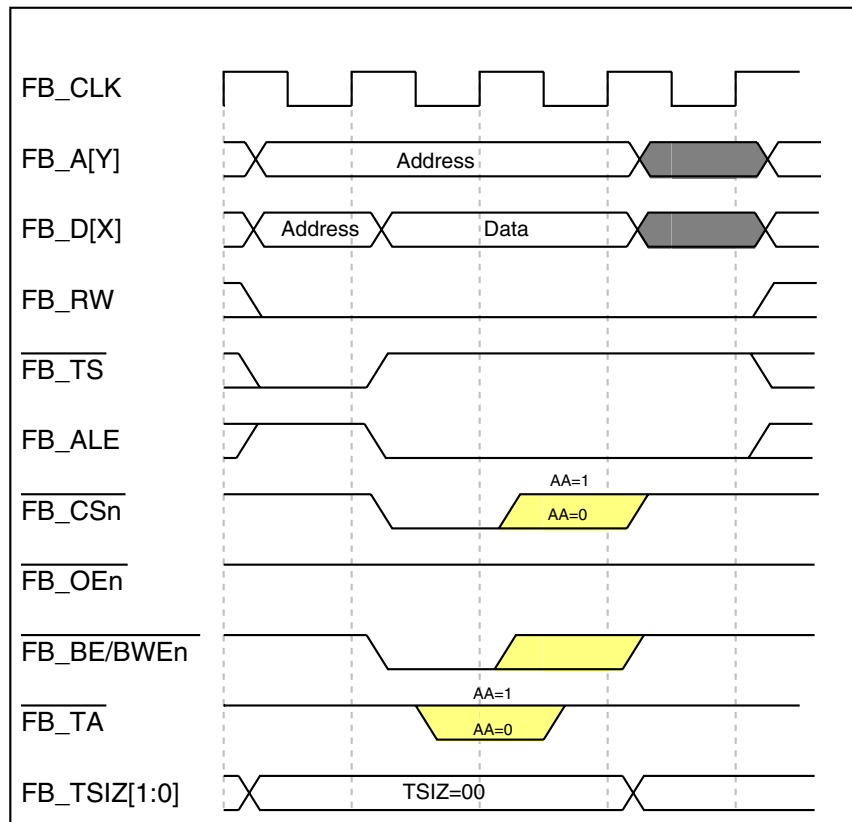 FB_CLK
FB_A[Y]
Address
FB_D[X]
Address
Data
FB_RW
FB_TS
FB_ALE
AA=1
FB_CSn
AA=0
FB_OEn
FB_BE/BWEn
AA=1
FB_TA
AA=0
FB_TSIZ[1:0]
TSIZ=00